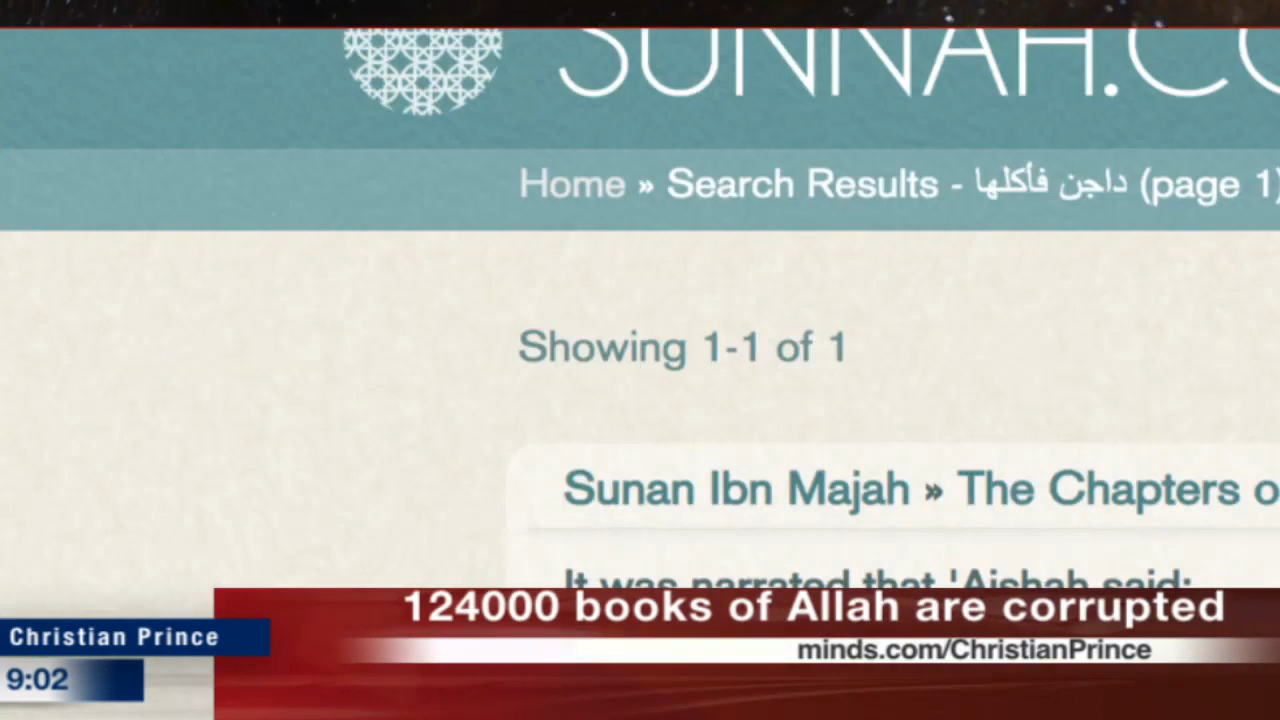 SUNNAH.CO
Home » Search Results - داجن فأكلها (page 1)
Showing 1-1 of 1
Sunan Ibn Majah » The Chapters o
It was narrated that 'Aishah said:
124000 books of Allah are corrupted
minds.com/ChristianPrince
Christian Prince
9:02